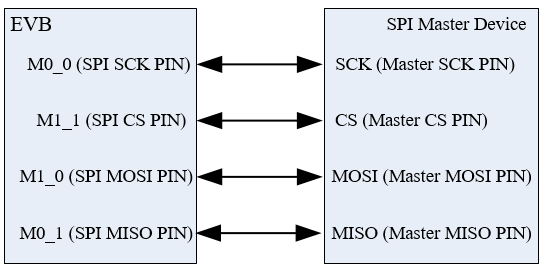 EVB
SPI Master Device
M0_0 (SPI SCK PIN)
SCK (Master SCK PIN)
M1_1 (SPI CS PIN)
CS (Master CS PIN)
M1_0 (SPI MOSI PIN)
MOSI (Master MOSI PIN)
M0_1 (SPI MISO PIN)
MISO (Master MISO PIN)